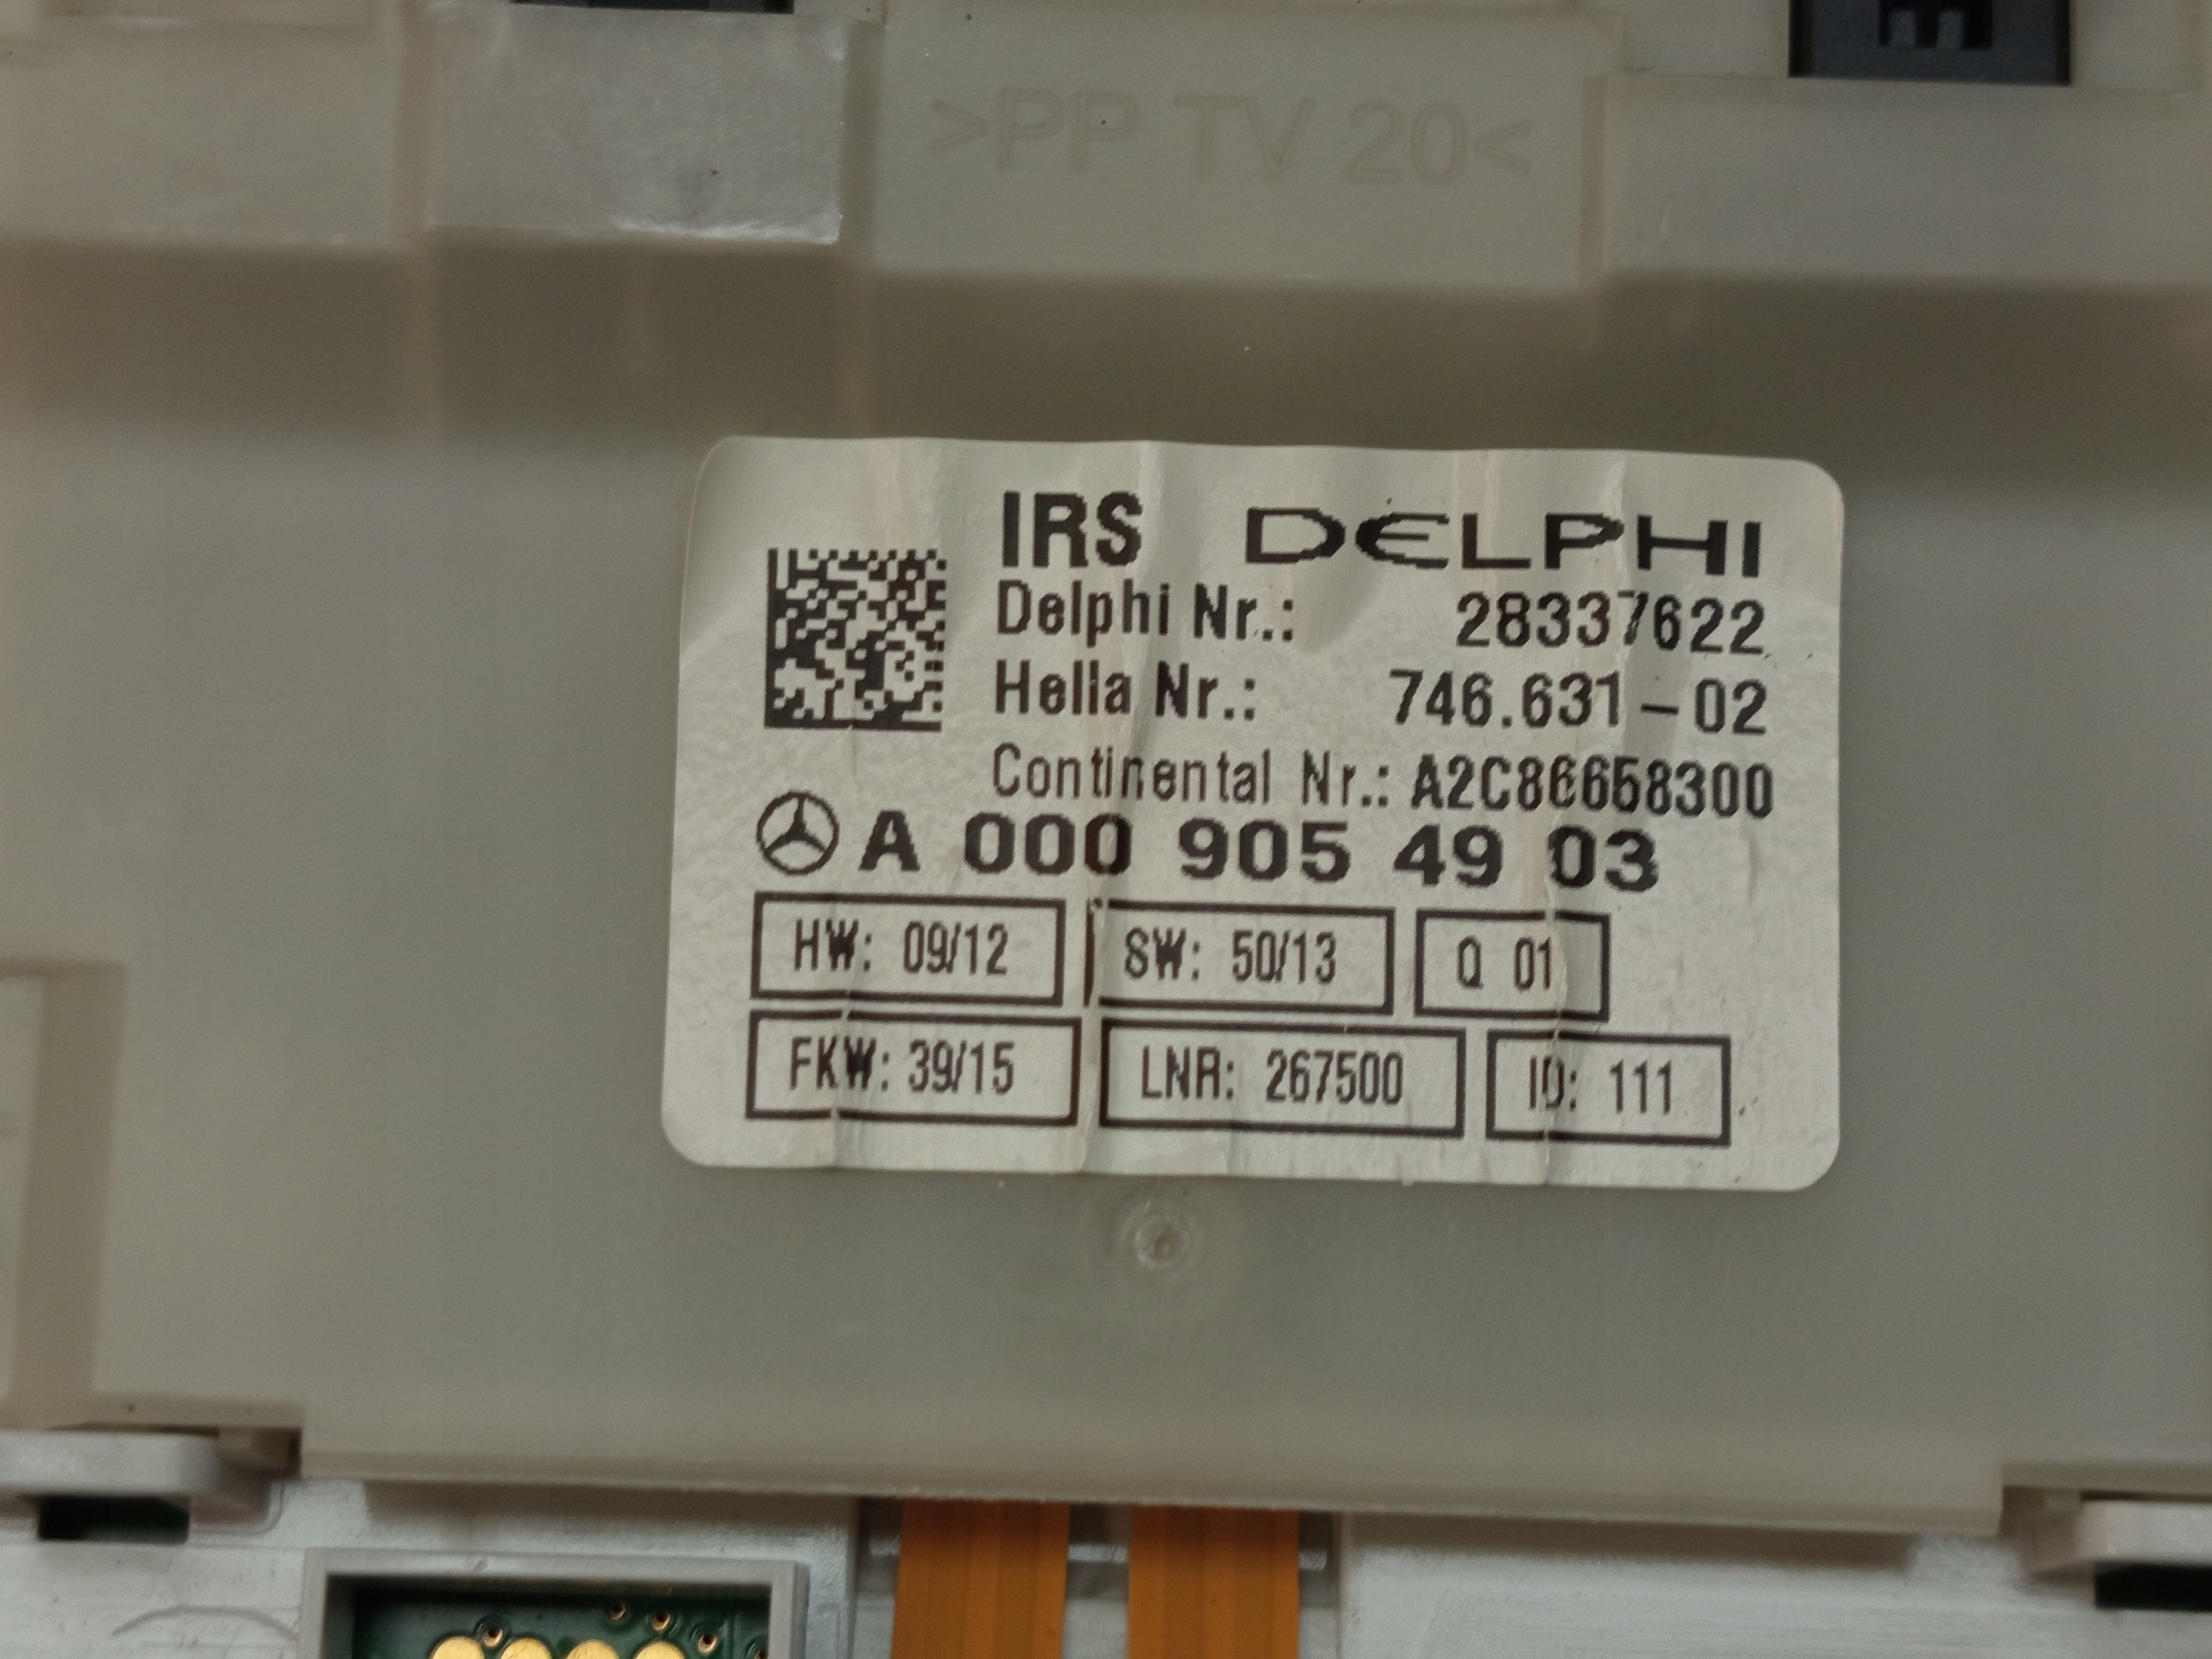 >PP TV 20<
IRS DELPHI
Delphi Nr.: 28337622
Hella Nr.: 746.631-02
Continental Nr.: A2C86658300
A 000 905 49 03
HW: 09/12 SW: 50/13 Q 01
FKW: 39/15 LNR: 267500 ID: 111